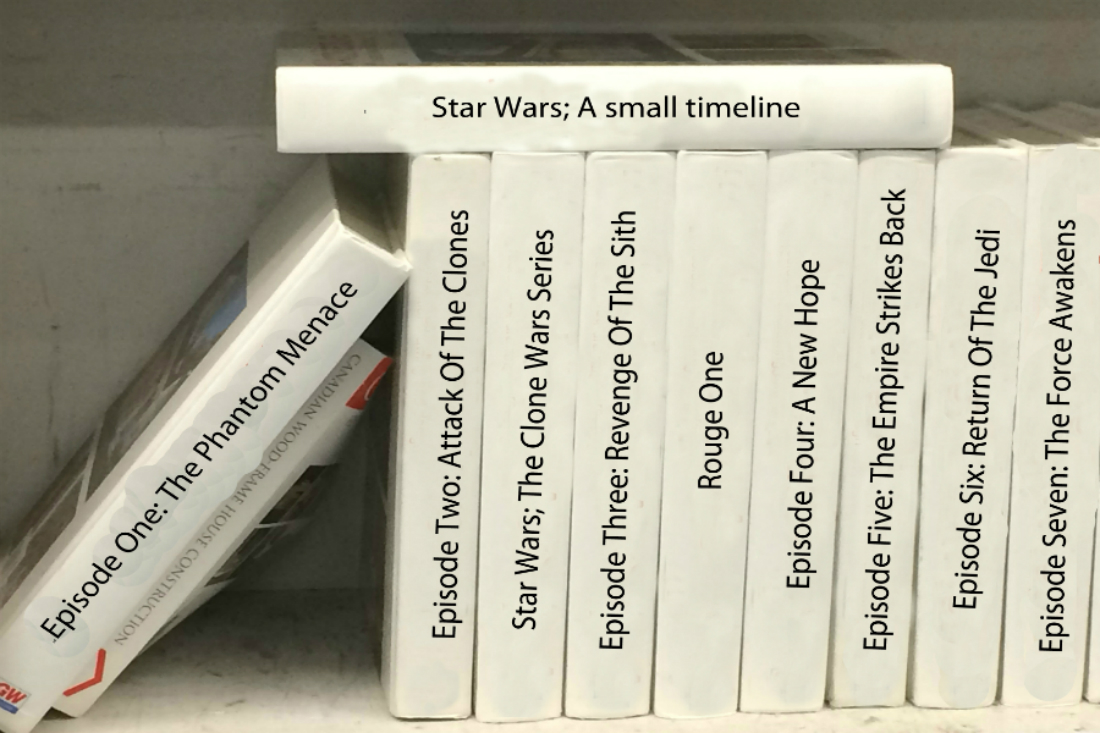 Star Wars; A small timeline
Episode One: The Phantom Menace
CANADIAN WOOD-FRAME HOUSE CONSTRUCTION
Episode Two: Attack Of The Clones
Star Wars; The Clone Wars Series
Episode Three: Revenge Of The Sith
Rouge One
Episode Four: A New Hope
Episode Five: The Empire Strikes Back
Episode Six: Return Of The Jedi
Episode Seven: The Force Awakens